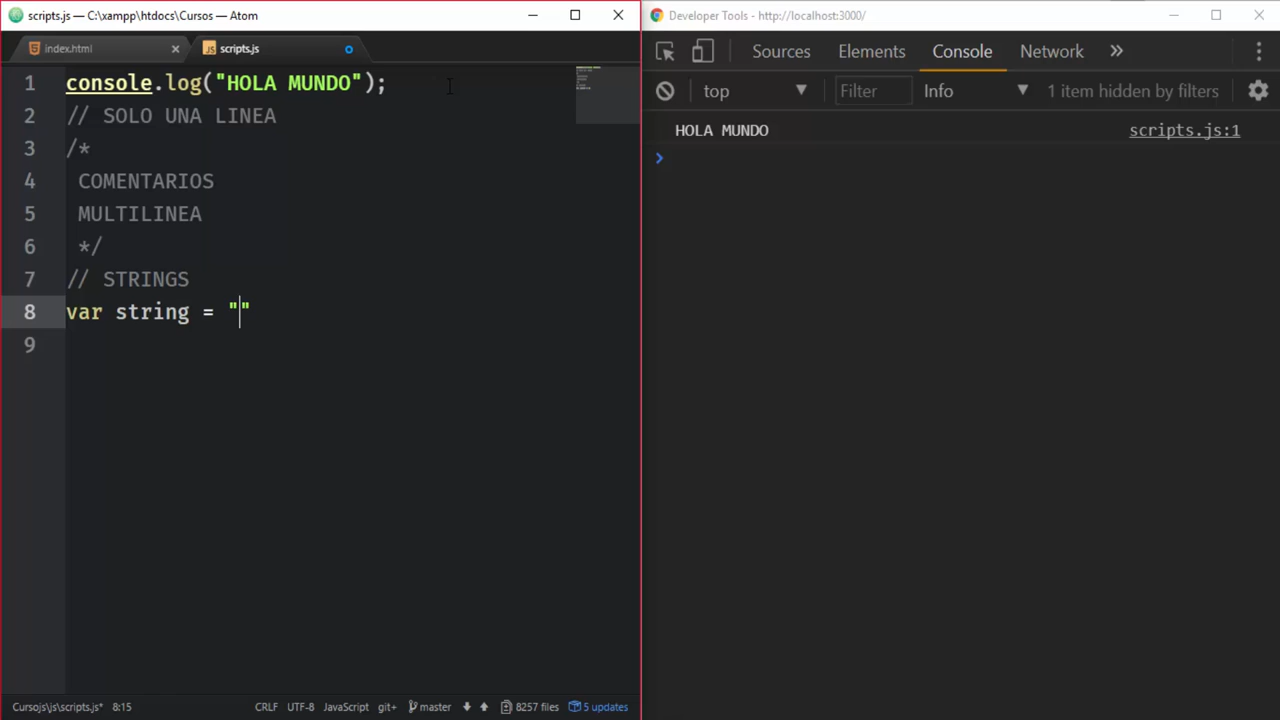 scripts.js — C:\xampp\htdocs\Cursos — Atom
index.html
scripts.js
1 console.log("HOLA MUNDO");
2 // SOLO UNA LINEA
3 /*
4 COMENTARIOS
5 MULTILINEA
6 */
7 // STRINGS
8 var string = ""
9
Cursojs\js\scripts.js* 8:15
CRLF UTF-8 JavaScript git+ master 8257 files 5 updates
Developer Tools - http://localhost:3000/
Sources Elements Console Network
top Filter Info 1 item hidden by filters
HOLA MUNDO scripts.js:1